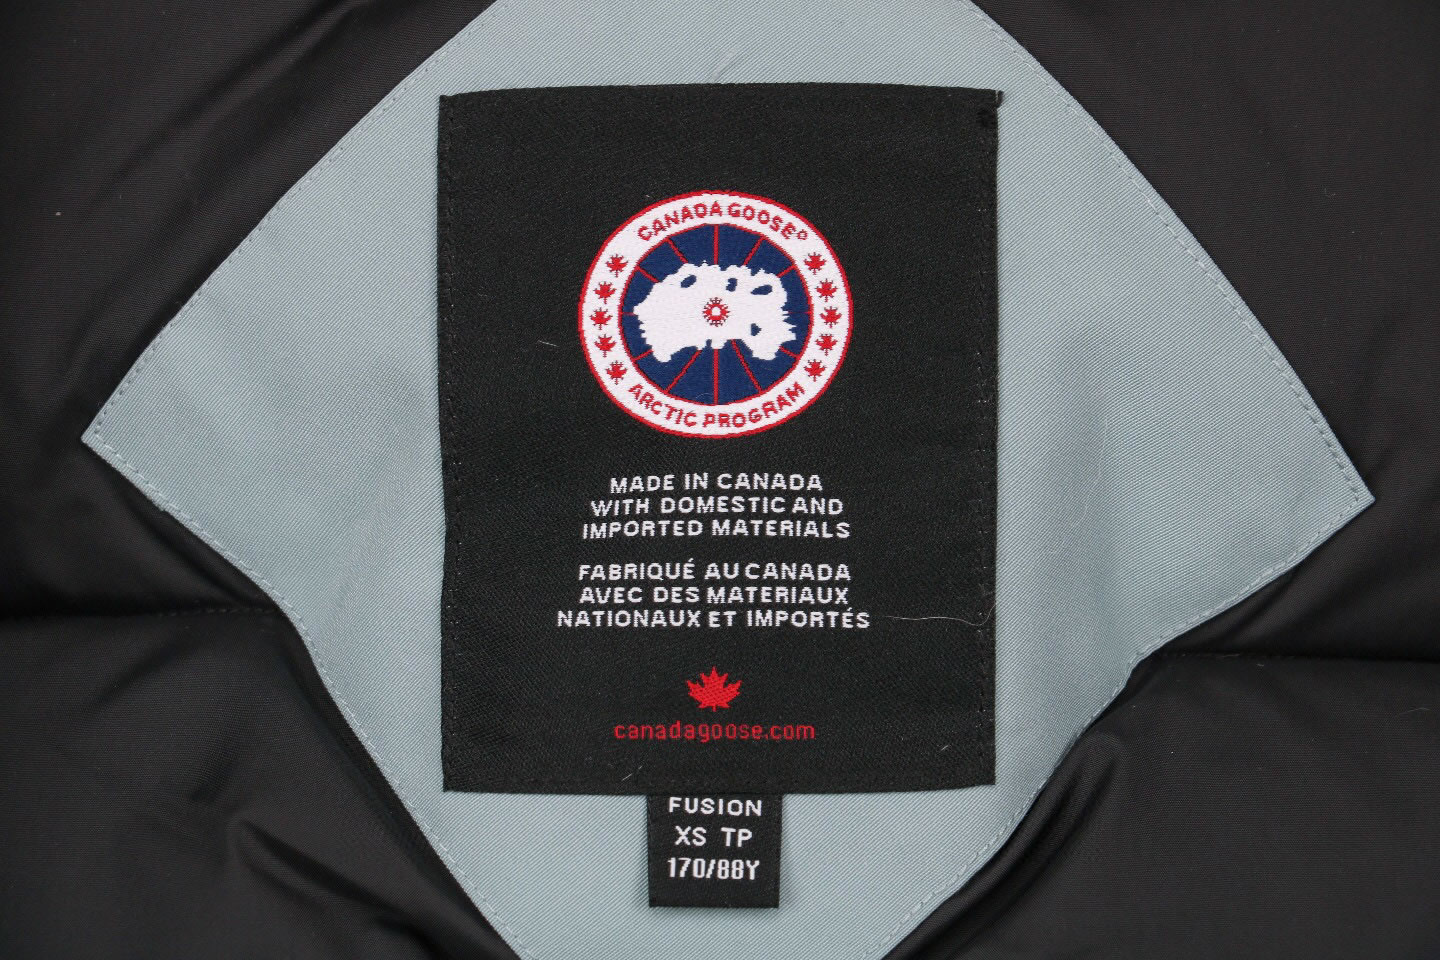 CANADA GOOSE®
ARCTIC PROGRAM
MADE IN CANADA
WITH DOMESTIC AND
IMPORTED MATERIALS
FABRIQUÉ AU CANADA
AVEC DES MATERIAUX
NATIONAUX ET IMPORTÉS
canadagoose.com
FUSION
XS TP
170/88Y